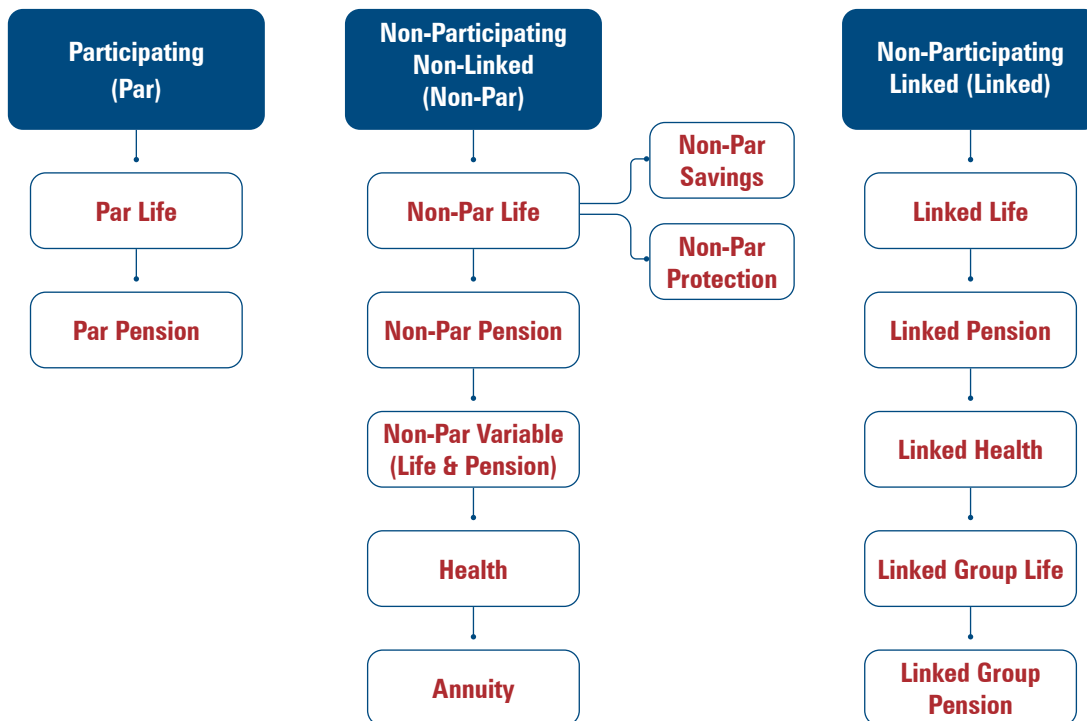 Participating
(Par)
Par Life
Par Pension
Non-Participating
Non-Linked
(Non-Par)
Non-Par Life
Non-Par
Savings
Non-Par
Protection
Non-Par Pension
Non-Par Variable
(Life & Pension)
Health
Annuity
Non-Participating
Linked (Linked)
Linked Life
Linked Pension
Linked Health
Linked Group Life
Linked Group
Pension